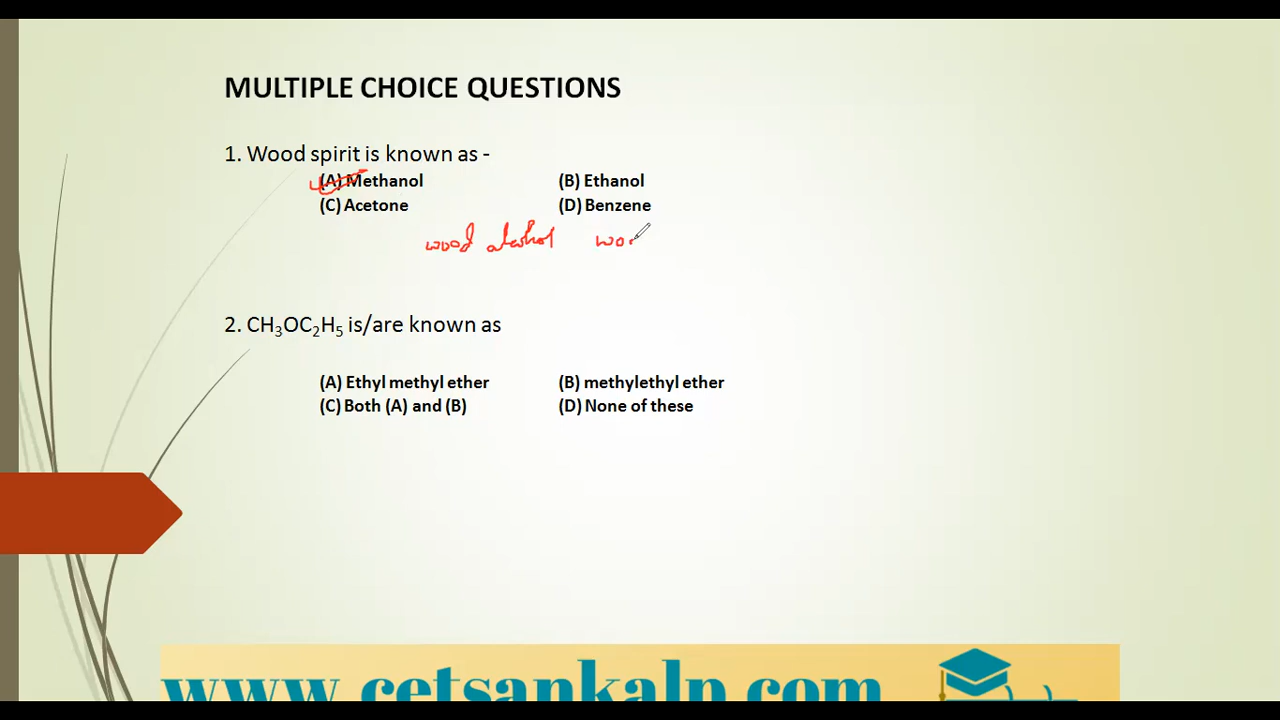 MULTIPLE CHOICE QUESTIONS
1. Wood spirit is known as -
(A) Methanol (B) Ethanol
(C) Acetone (D) Benzene
wood alcohol woo
2. CH₃OC₂H₅ is/are known as
(A) Ethyl methyl ether (B) methylethyl ether
(C) Both (A) and (B) (D) None of these
www.cetsankalp.com